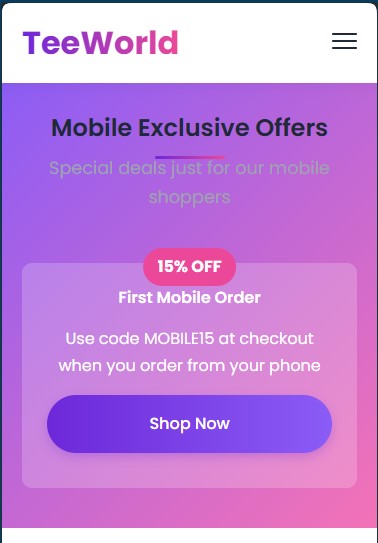 TeeWorld
Mobile Exclusive Offers
Special deals just for our mobile
shoppers
15% OFF
First Mobile Order
Use code MOBILE15 at checkout
when you order from your phone
Shop Now